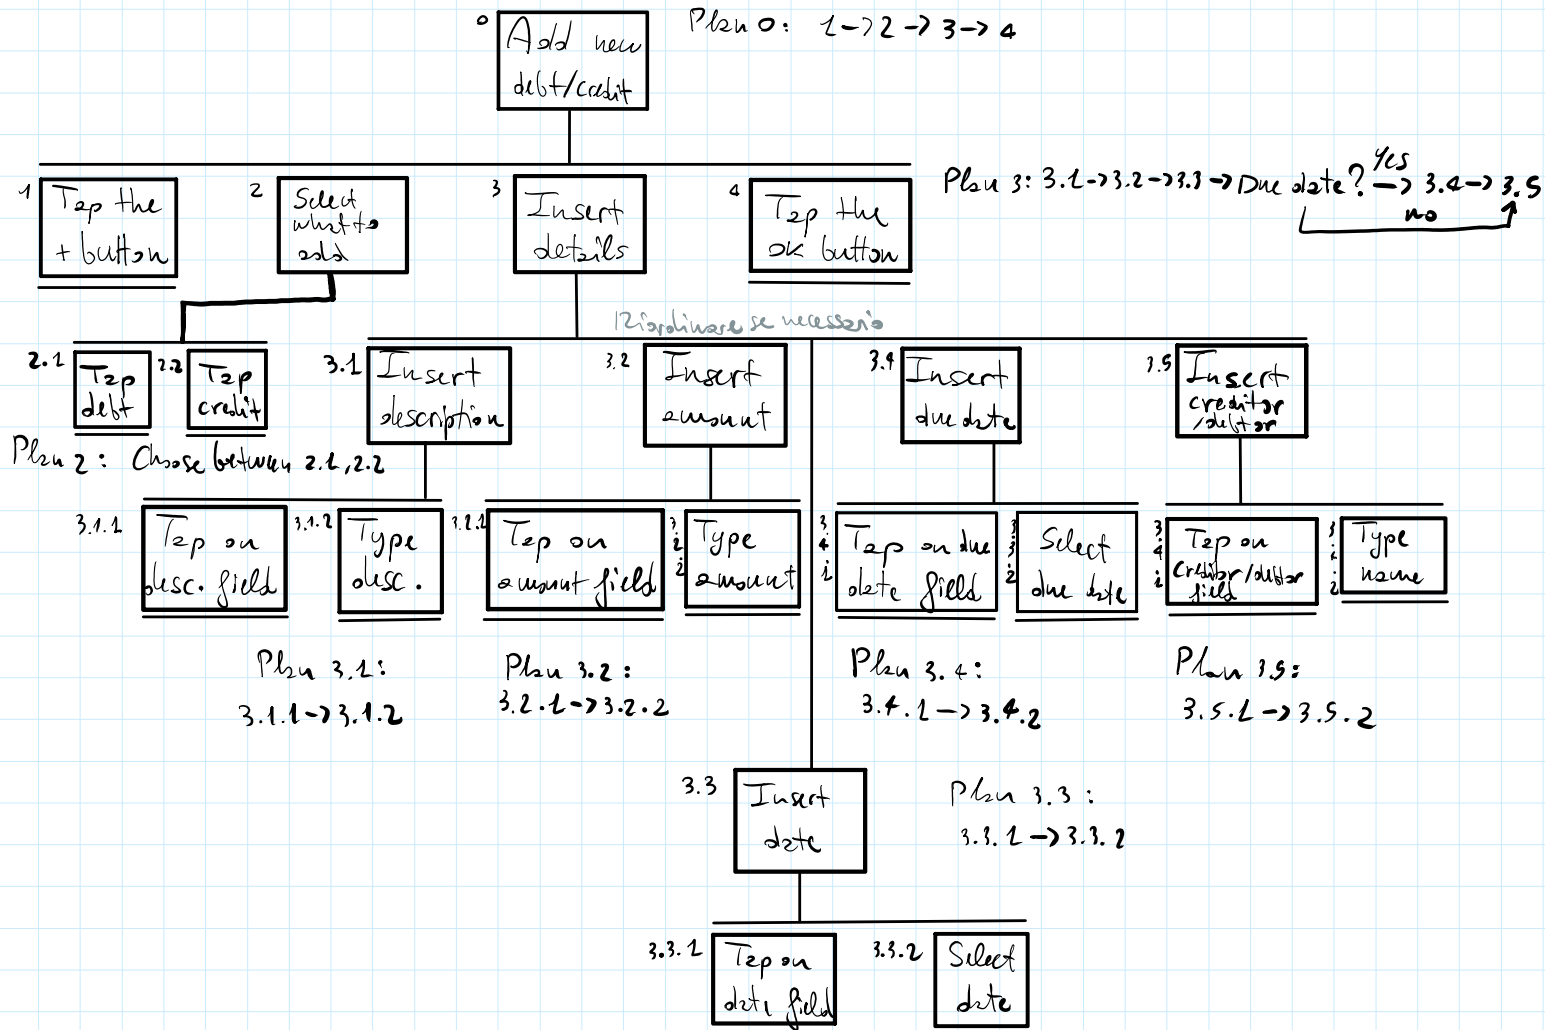 0
Add new
debt/credit
Plan 0: 1->2->3->4
1
Tap the
+ button
2
Select
what to
add
3
Insert
details
4
Tap the
OK button
Plan 3: 3.1->3.2->3.3->Due date? -> 3.4->3.5
Yes
no
Riordinare se necessario
2.1
Tap
debt
2.2
Tap
credit
Plan 2: Choose between 2.1, 2.2
3.1
Insert
description
3.2
Insert
amount
3.4
Insert
due date
3.5
Insert
creditor
/debtor
3.1.1
Tap on
desc. field
3.1.2
Type
desc.
3.2.1
Tap on
amount field
3.2.2
Type
amount
3.4.1
Tap on due
date field
3.3.2
Select
due date
3.4.1
Tap on
creditor/debtor
field
Type
name
Plan 3.1:
3.1.1->3.1.2
Plan 3.2:
3.2.1->3.2.2
Plan 3.4:
3.4.1->3.4.2
Plan 3.5:
3.5.1->3.5.2
3.3
Insert
date
Plan 3.3:
3.3.1->3.3.2
3.3.1
Tap on
date field
3.3.2
Select
date